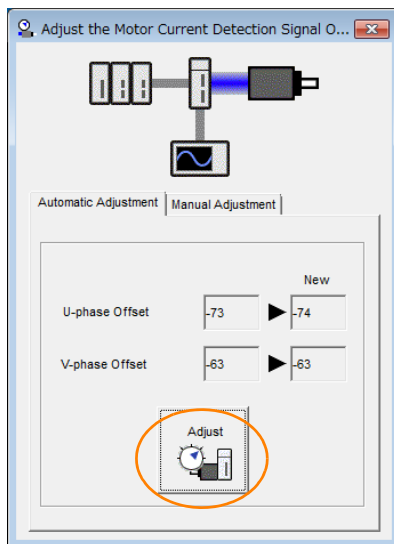 Adjust the Motor Current Detection Signal O...
Automatic Adjustment
Manual Adjustment
New
U-phase Offset
-73
-74
V-phase Offset
-63
-63
Adjust